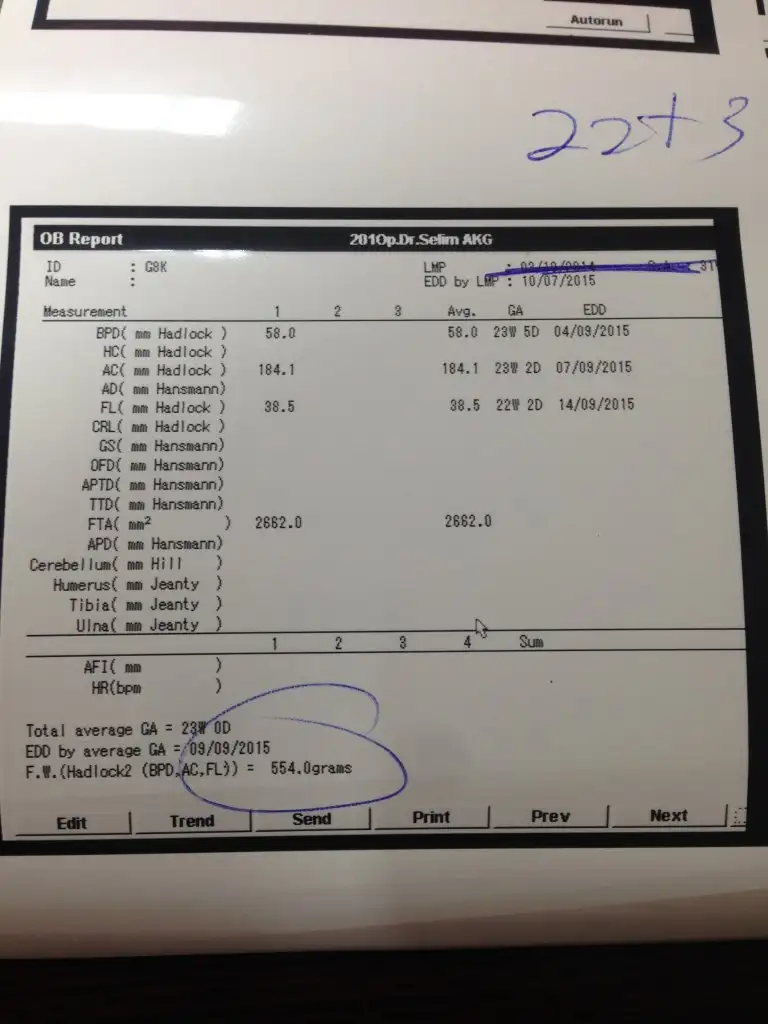 Autorun
22+3
OB Report 201Op.Dr.Selim AKG
ID : G8K LMP : 03/10/2014
Name : EDD by LMP : 10/07/2015
Measurement 1 2 3 Avg. GA EDD
BPD( mm Hadlock ) 58.0 58.0 23W 5D 04/09/2015
HC( mm Hadlock )
AC( mm Hadlock ) 184.1 184.1 23W 2D 07/09/2015
AD( mm Hansmann)
FL( mm Hadlock ) 38.5 38.5 22W 2D 14/09/2015
CRL( mm Hadlock )
GS( mm Hansmann)
OFD( mm Hansmann)
APTD( mm Hansmann)
TTD( mm Hansmann)
FTA( mm² ) 2662.0 2662.0
APD( mm Hansmann)
Cerebellum( mm Hill )
Humerus( mm Jeanty )
Tibia( mm Jeanty )
Ulna( mm Jeanty )
1 2 3 4 Sum
AFI( mm )
HR(bpm )
Total average GA = 23W 0D
EDD by average GA = 09/09/2015
F.W.(Hadlock2 (BPD,AC,FL)) = 554.0grams
Edit Trend Send Print Prev Next